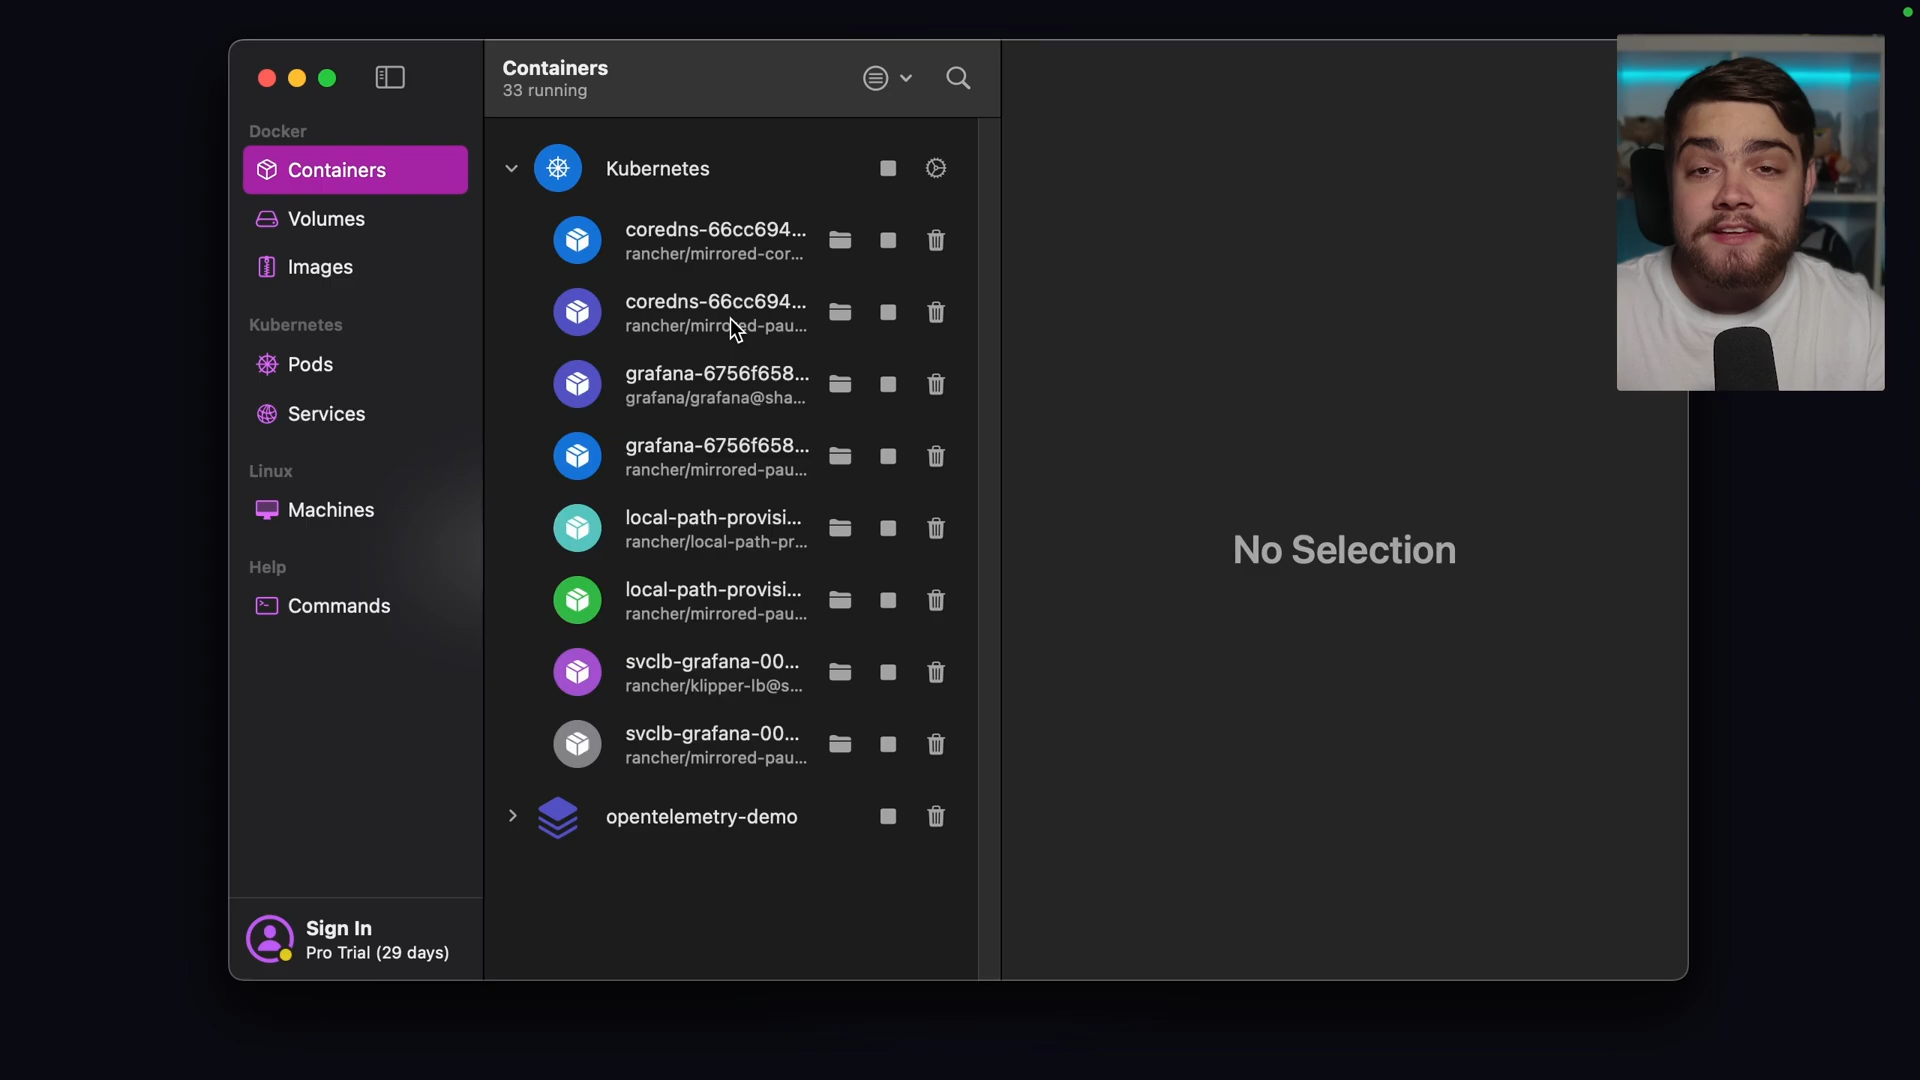 Containers
33 running
Docker
Containers
Volumes
Images
Kubernetes
Pods
Services
Linux
Machines
Help
Commands
Sign In
Pro Trial (29 days)
Kubernetes
coredns-66cc694...
rancher/mirrored-cor...
coredns-66cc694...
rancher/mirrored-pau...
grafana-6756f658...
grafana/grafana@sha...
grafana-6756f658...
rancher/mirrored-pau...
local-path-provisi...
rancher/local-path-pr...
local-path-provisi...
rancher/mirrored-pau...
svclb-grafana-00...
rancher/klipper-lb@s...
svclb-grafana-00...
rancher/mirrored-pau...
opentelemetry-demo
No Selection